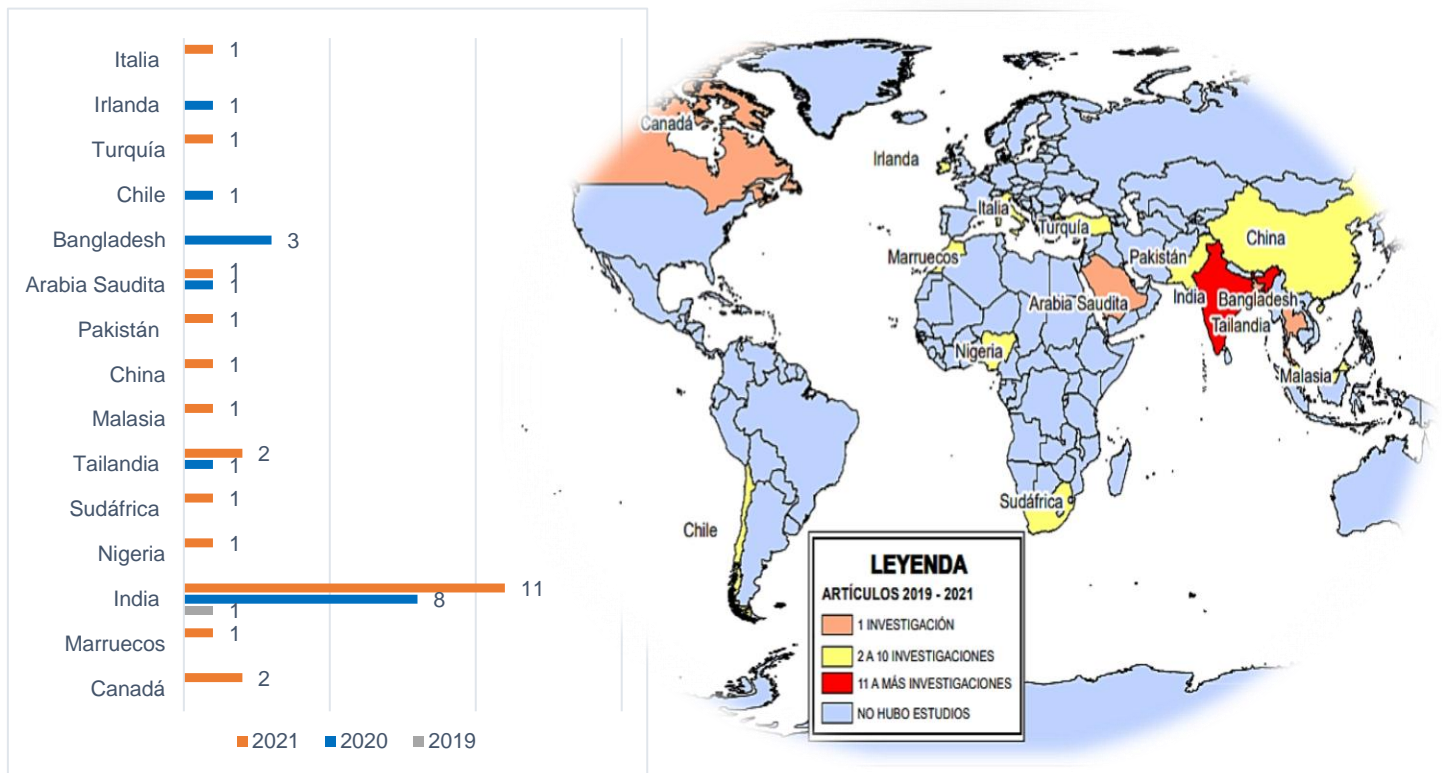 Italia 1
Irlanda 1
Turquía 1
Chile 1
Bangladesh 3
1
Arabia Saudita 1
Pakistán 1
China 1
Malasia 1
2
Tailandia 1
Sudáfrica 1
Nigeria 1
11
India 8
1
Marruecos 1
Canadá 2
2021 2020 2019
Canadá
Irlanda
Italia
Turquía
China
Marruecos
Pakistán
Arabia Saudita
India
Bangladesh
Tailandia
Nigeria
Malasia
Sudáfrica
Chile
LEYENDA
ARTÍCULOS 2019 - 2021
1 INVESTIGACIÓN
2 A 10 INVESTIGACIONES
11 A MÁS INVESTIGACIONES
NO HUBO ESTUDIOS